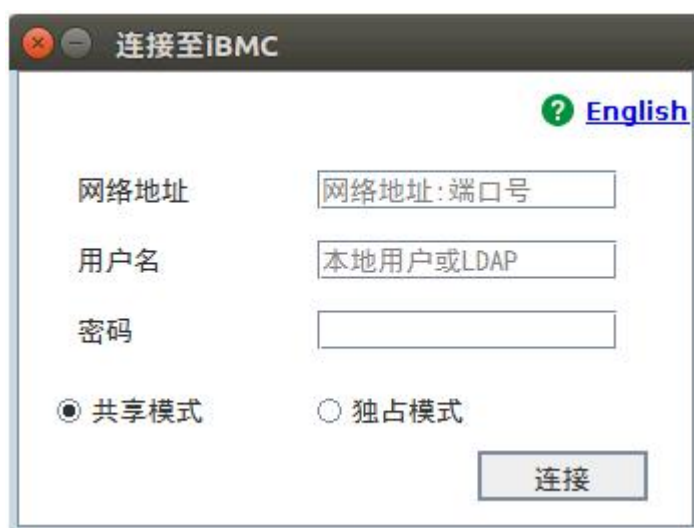 连接至iBMC
? English
网络地址 网络地址:端口号
用户名 本地用户或LDAP
密码
共享模式 独占模式
连接